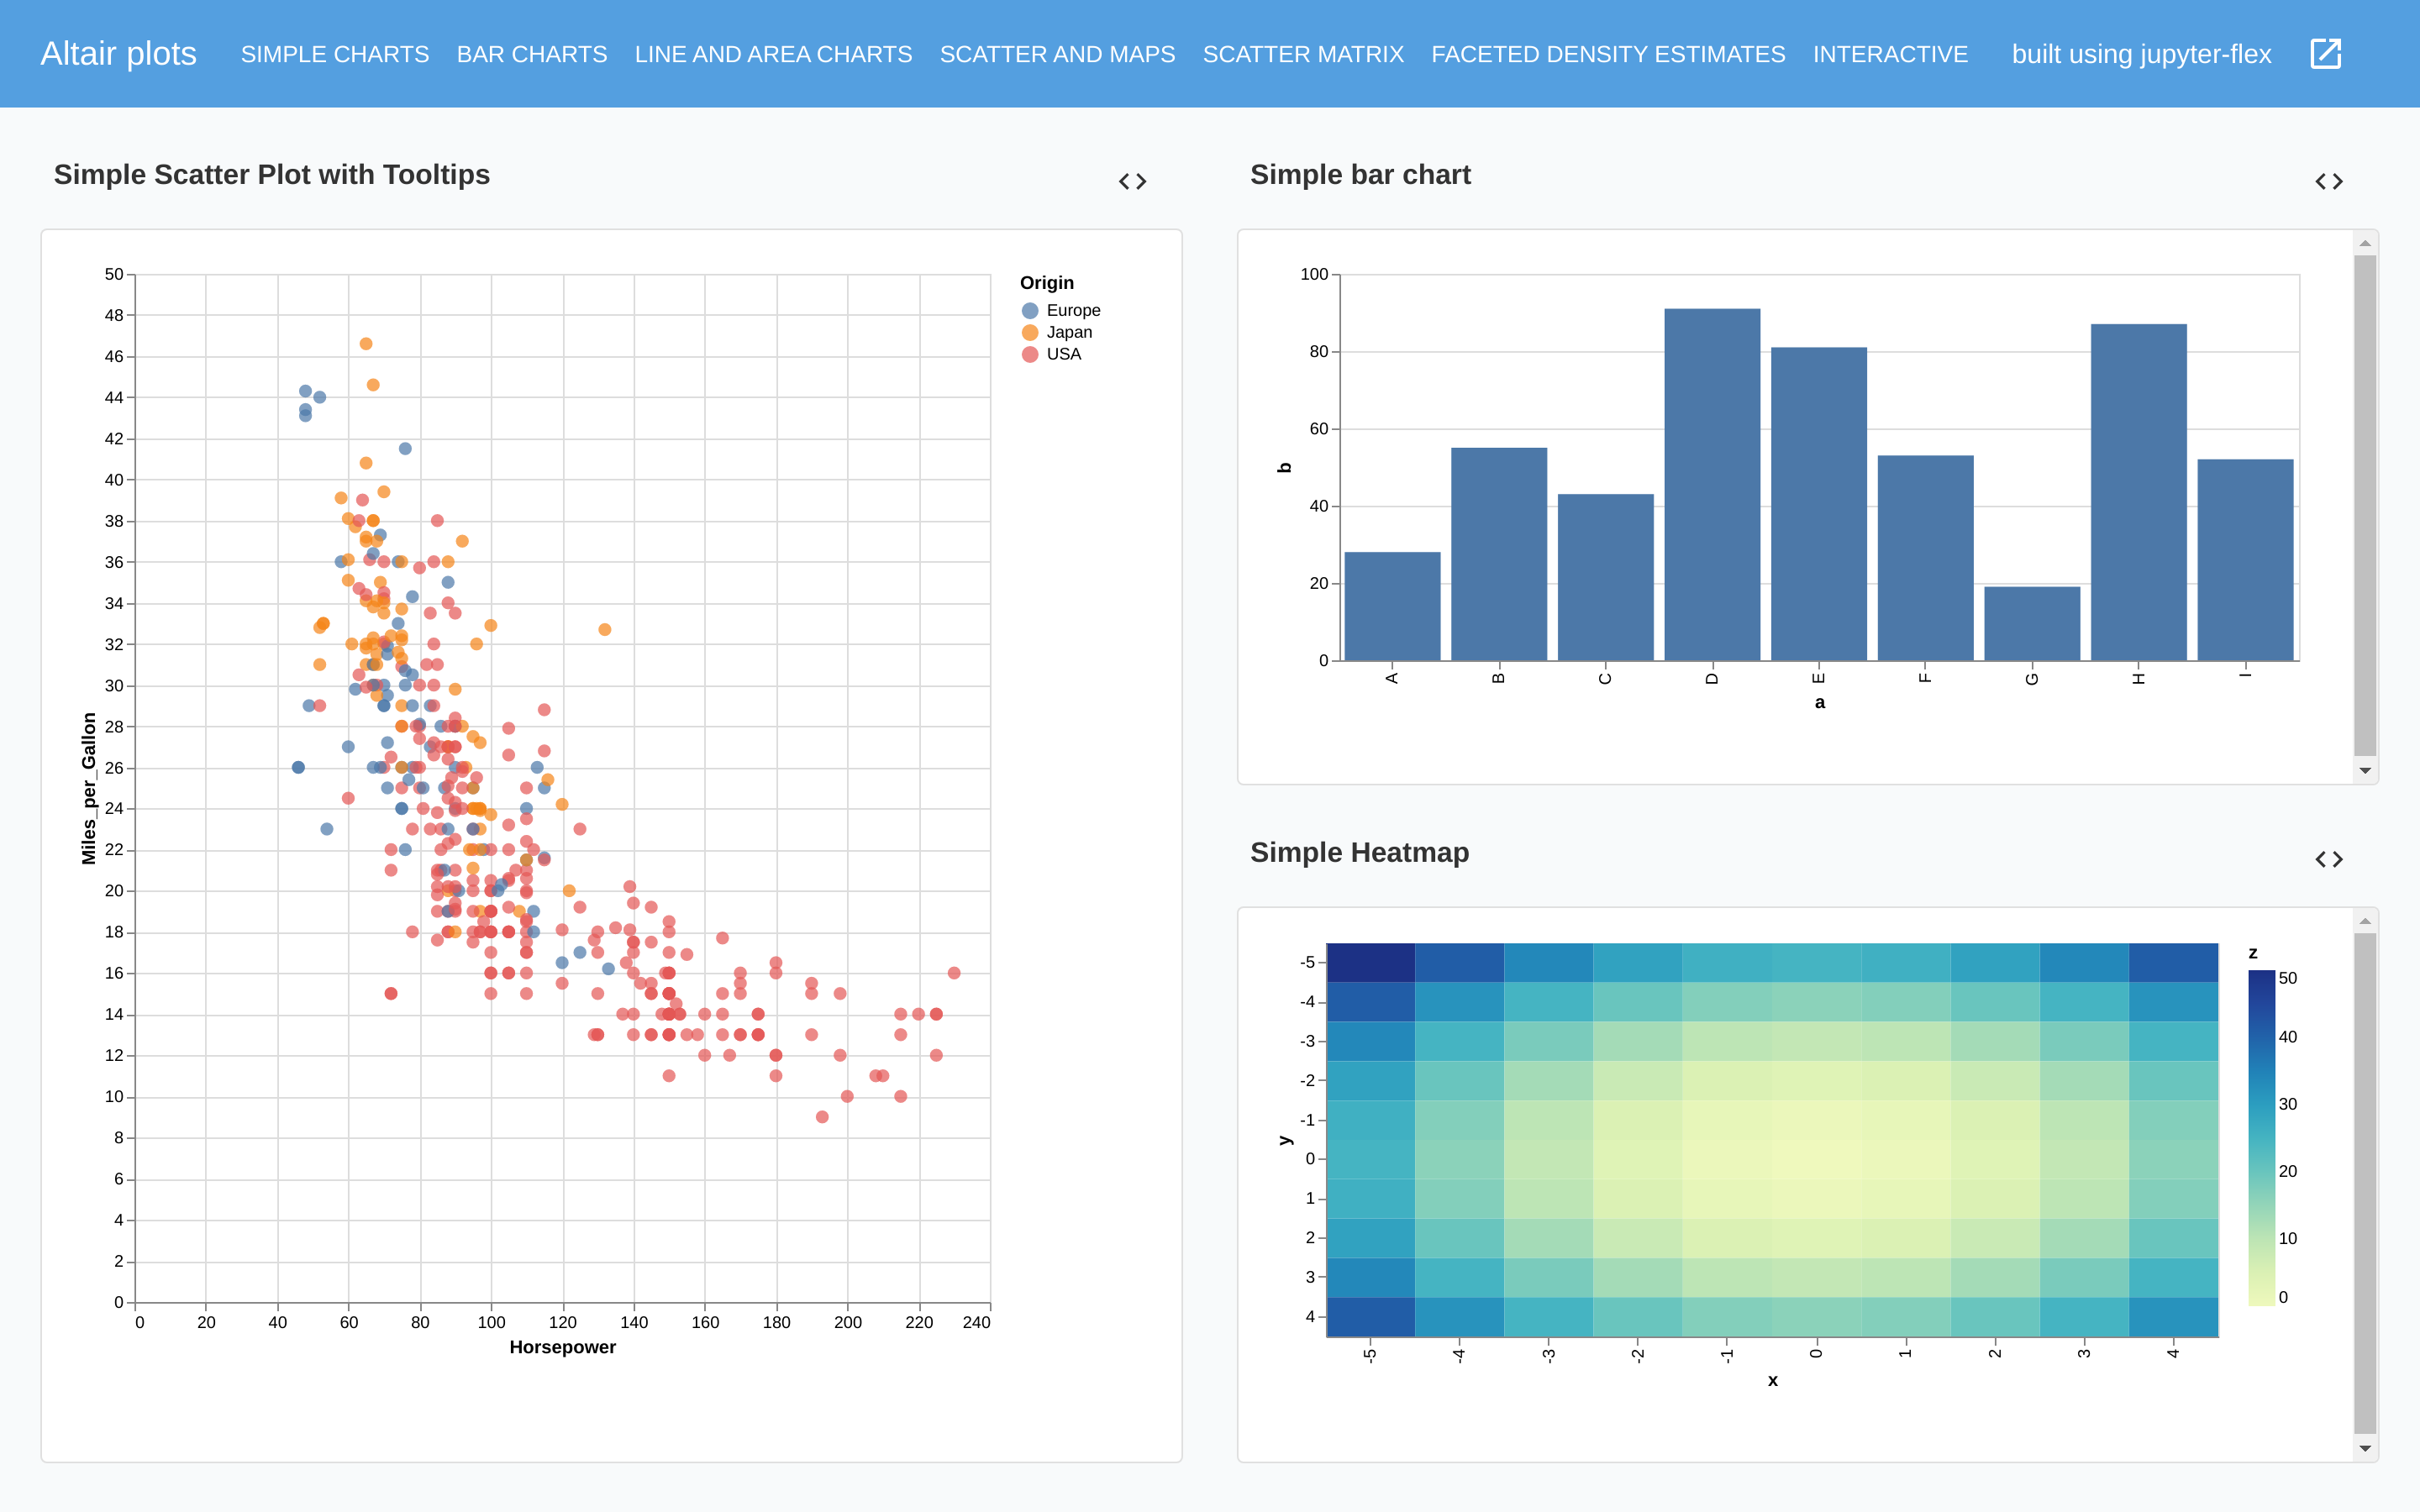 Altair plots SIMPLE CHARTS BAR CHARTS LINE AND AREA CHARTS SCATTER AND MAPS SCATTER MATRIX FACETED DENSITY ESTIMATES INTERACTIVE built using jupyter-flex
Simple Scatter Plot with Tooltips
50
48
46
44
42
40
38
36
34
32
30
28
26
24
22
20
18
16
14
12
10
8
6
4
2
0
Miles_per_Gallon
0 20 40 60 80 100 120 140 160 180 200 220 240
Horsepower
Origin
Europe
Japan
USA
Simple bar chart
100
80
60
40
20
0
b
A B C D E F G H I
a
Simple Heatmap
-5
-4
-3
-2
-1
0
1
2
3
4
y
-5 -4 -3 -2 -1 0 1 2 3 4
x
z
50
40
30
20
10
0